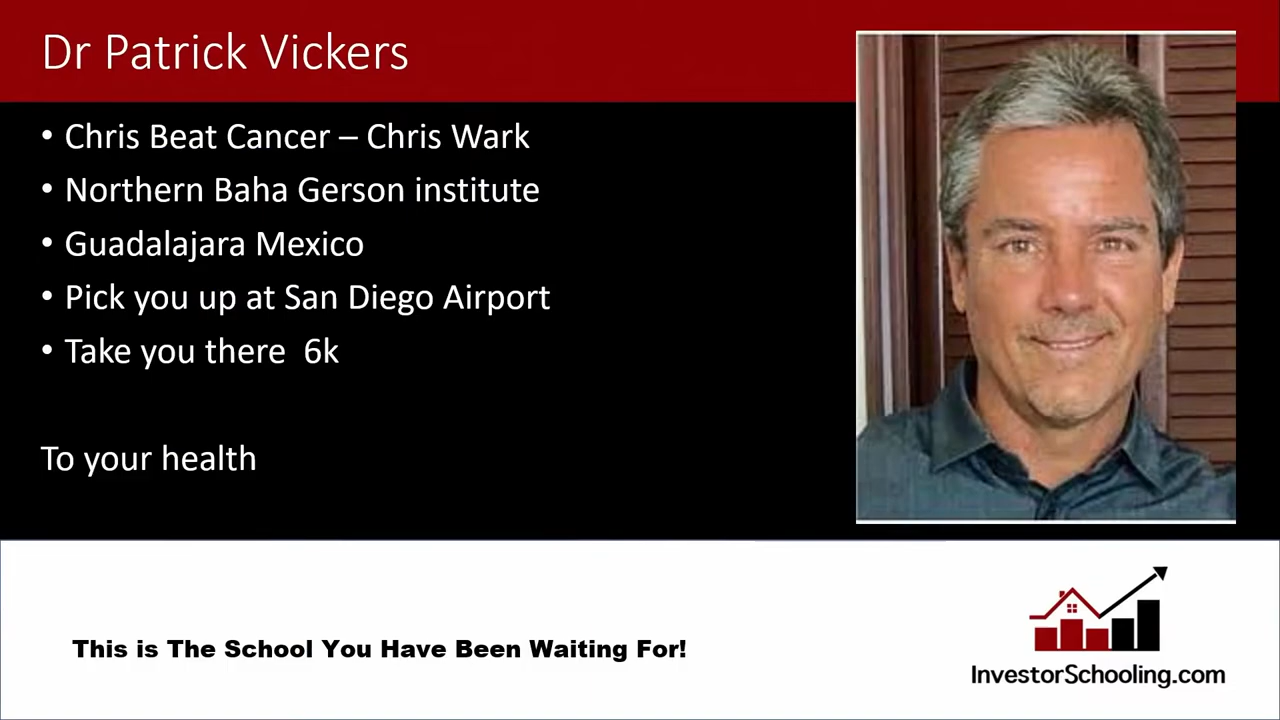 Dr Patrick Vickers
• Chris Beat Cancer – Chris Wark
• Northern Baha Gerson institute
• Guadalajara Mexico
• Pick you up at San Diego Airport
• Take you there  6k
To your health
This is The School You Have Been Waiting For!
InvestorSchooling.com